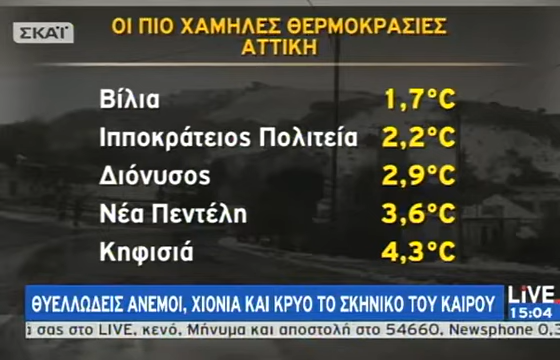 ΣΚΑΪ
ΟΙ ΠΙΟ ΧΑΜΗΛΕΣ ΘΕΡΜΟΚΡΑΣΙΕΣ
ΑΤΤΙΚΗ
Βίλια 1,7°C
Ιπποκράτειος Πολιτεία 2,2°C
Διόνυσος 2,9°C
Νέα Πεντέλη 3,6°C
Κηφισιά 4,3°C
ΘΥΕΛΛΩΔΕΙΣ ΑΝΕΜΟΙ, ΧΙΟΝΙΑ ΚΑΙ ΚΡΥΟ ΤΟ ΣΚΗΝΙΚΟ ΤΟΥ ΚΑΙΡΟΥ
LiVE
15:04
σας στο LIVE, κενό, Μήνυμα και αποστολή στο 54660, Newsphone 0,